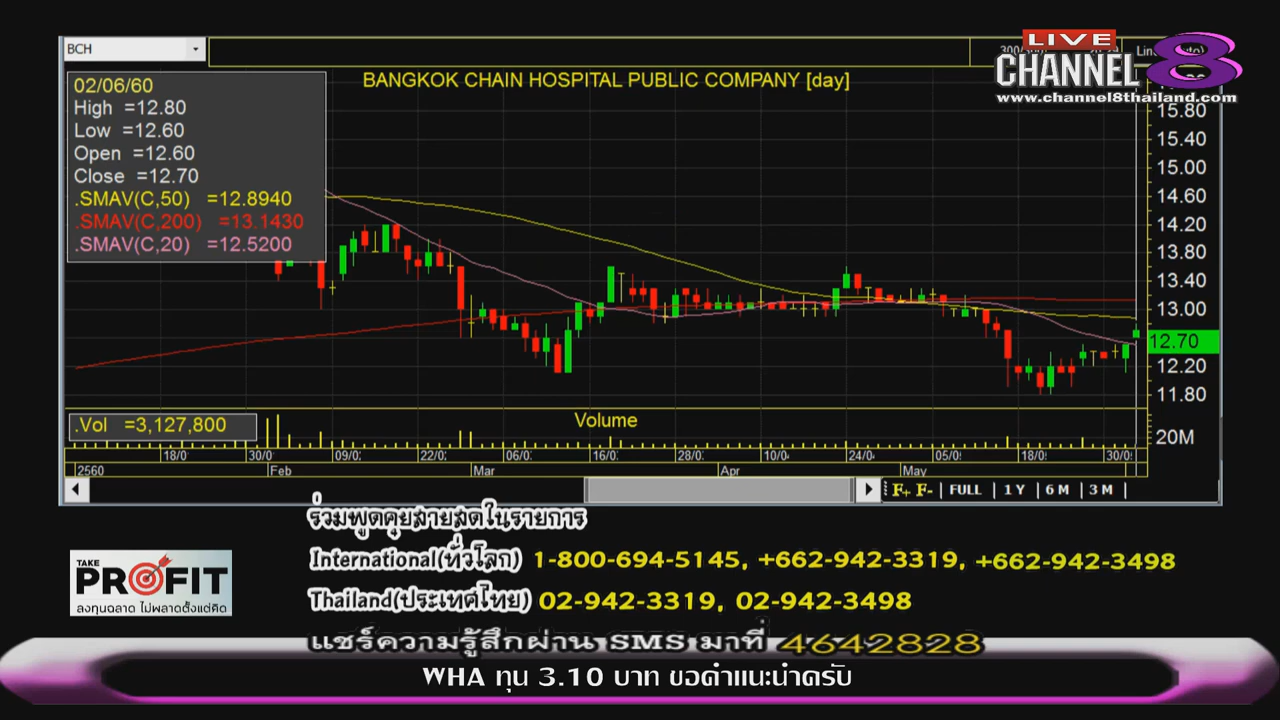 BCH
LIVE
CHANNEL 8
www.channel8thailand.com
BANGKOK CHAIN HOSPITAL PUBLIC COMPANY [day]
02/06/60
High =12.80
Low =12.60
Open =12.60
Close =12.70
.SMAV(C,50) =12.8940
.SMAV(C,200) =13.1430
.SMAV(C,20) =12.5200
15.80
15.40
15.00
14.60
14.20
13.80
13.40
13.00
12.70
12.20
11.80
.Vol =3,127,800
Volume
20M
18/0 30/0 09/0 22/0 06/0 16/0 28/0 10/0 24/0 05/0 18/0 30/0
2560 Feb Mar Apr May
F+ F- FULL 1 Y 6 M 3 M
ร่วมพูดคุยสายสดในรายการ
International(ทั่วโลก) 1-800-694-5145, +662-942-3319, +662-942-3498
Thailand(ประเทศไทย) 02-942-3319, 02-942-3498
TAKE
PROFIT
ลงทุนฉลาด ไม่พลาดตั้งแต่คิด
แชร์ความรู้สึกผ่าน SMS มาที่ 4642828
WHA ทุน 3.10 บาท ขอคำแนะนำครับ